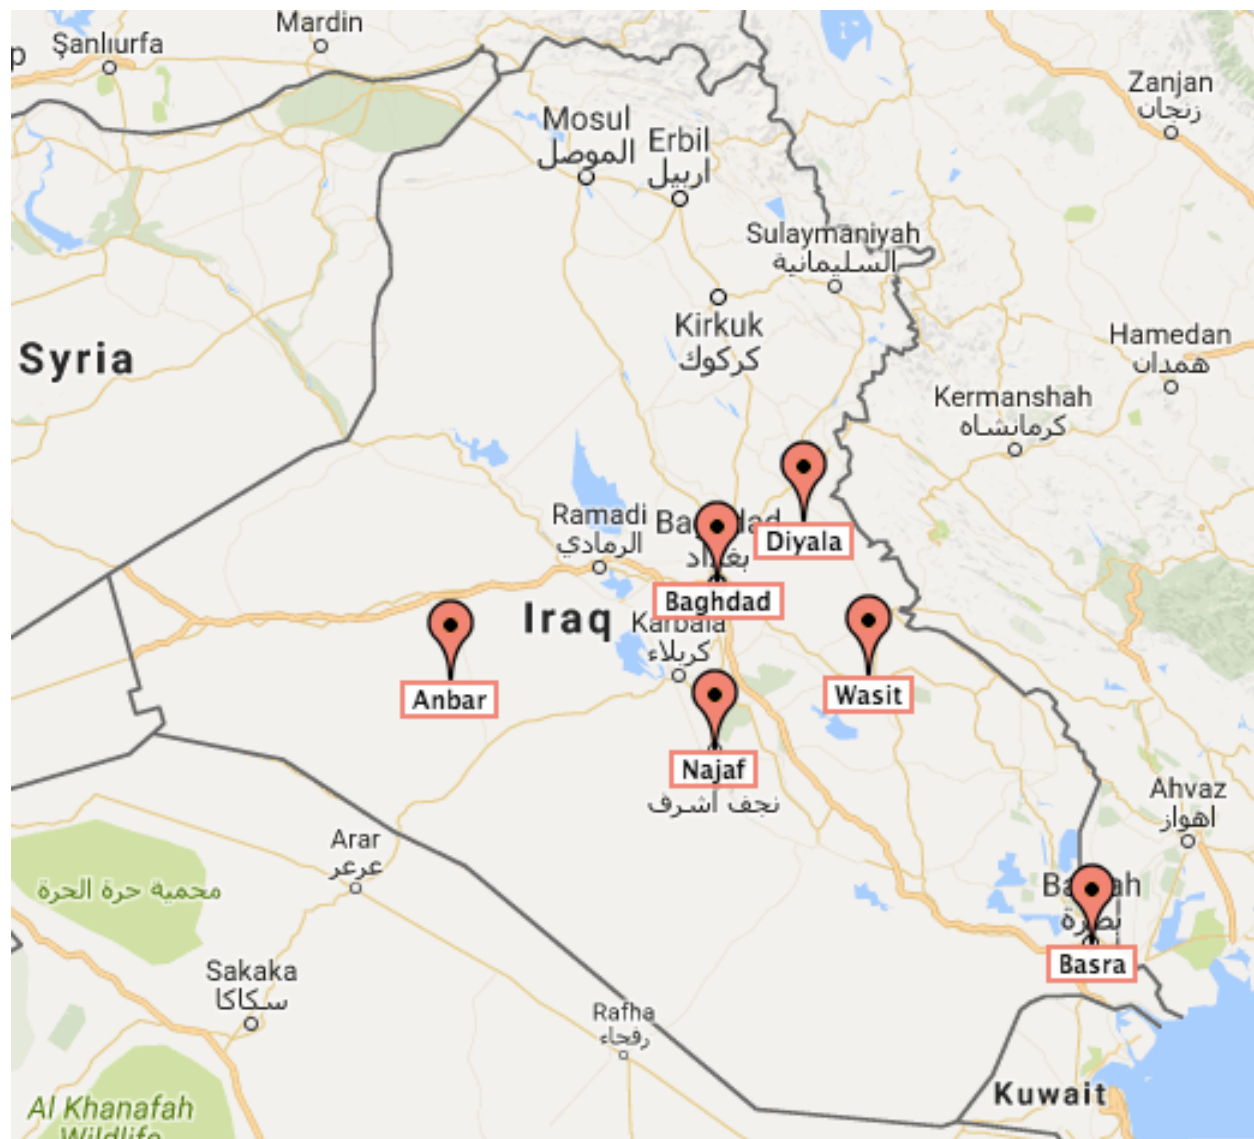 Mardin
p
Şanlıurfa
Zanjan
زنجان
Mosul
الموصل
Erbil
اربيل
Sulaymaniyah
السليمانية
Kirkuk
كركوك
Syria
Hamedan
همدان
Kermanshah
كرمانشاه
Ramadi
الرمادي
Diyala
Baghdad
Iraq
Karbala
كربلاء
Anbar
Wasit
Najaf
نجف اشرف
Ahvaz
اهواز
Arar
عرعر
محمية حرة الحرة
Basra
Sakaka
سكاكا
Rafha
رفحاء
Kuwait
Al Khanafah
Wildlife